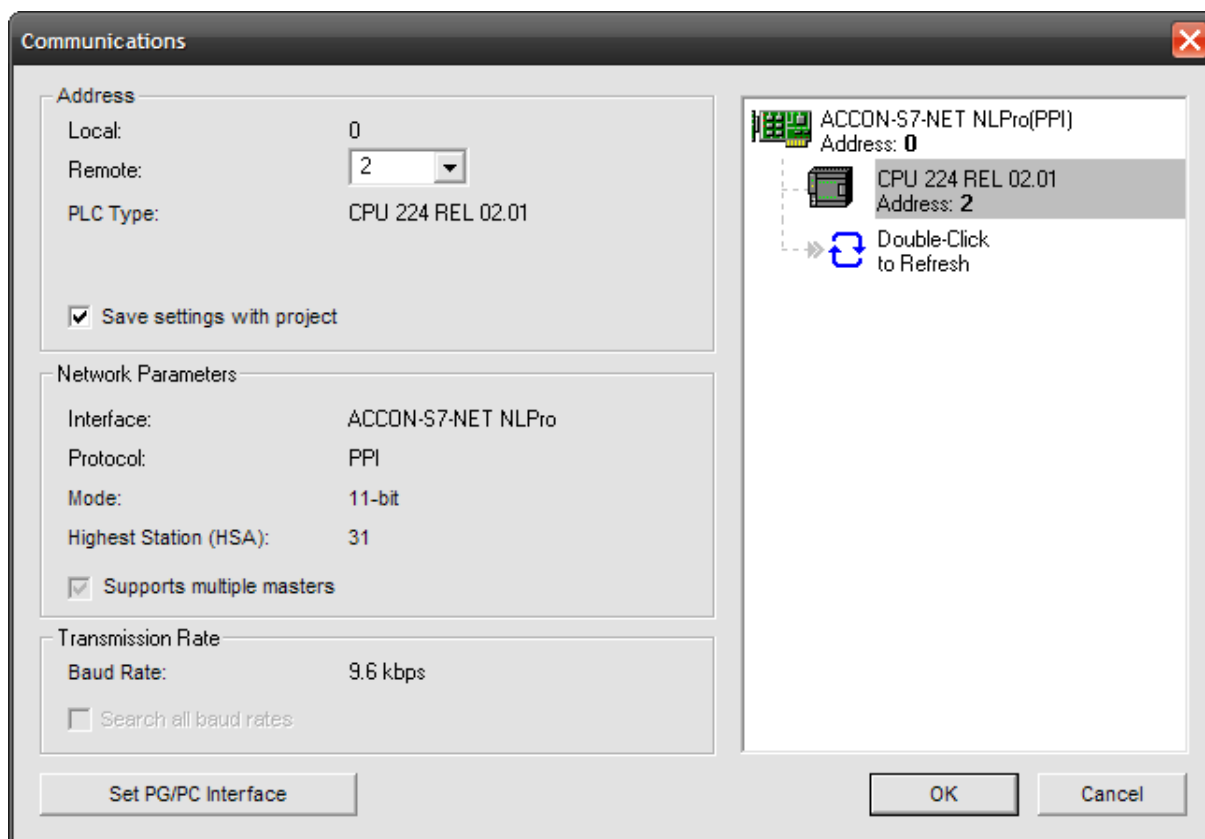 Communications
Address
Local: 0
Remote: 2
PLC Type: CPU 224 REL 02.01
Save settings with project
Network Parameters
Interface: ACCON-S7-NET NLPro
Protocol: PPI
Mode: 11-bit
Highest Station (HSA): 31
Supports multiple masters
Transmission Rate
Baud Rate: 9.6 kbps
Search all baud rates
Set PG/PC Interface
ACCON-S7-NET NLPro(PPI)
Address: 0
CPU 224 REL 02.01
Address: 2
Double-Click
to Refresh
OK Cancel